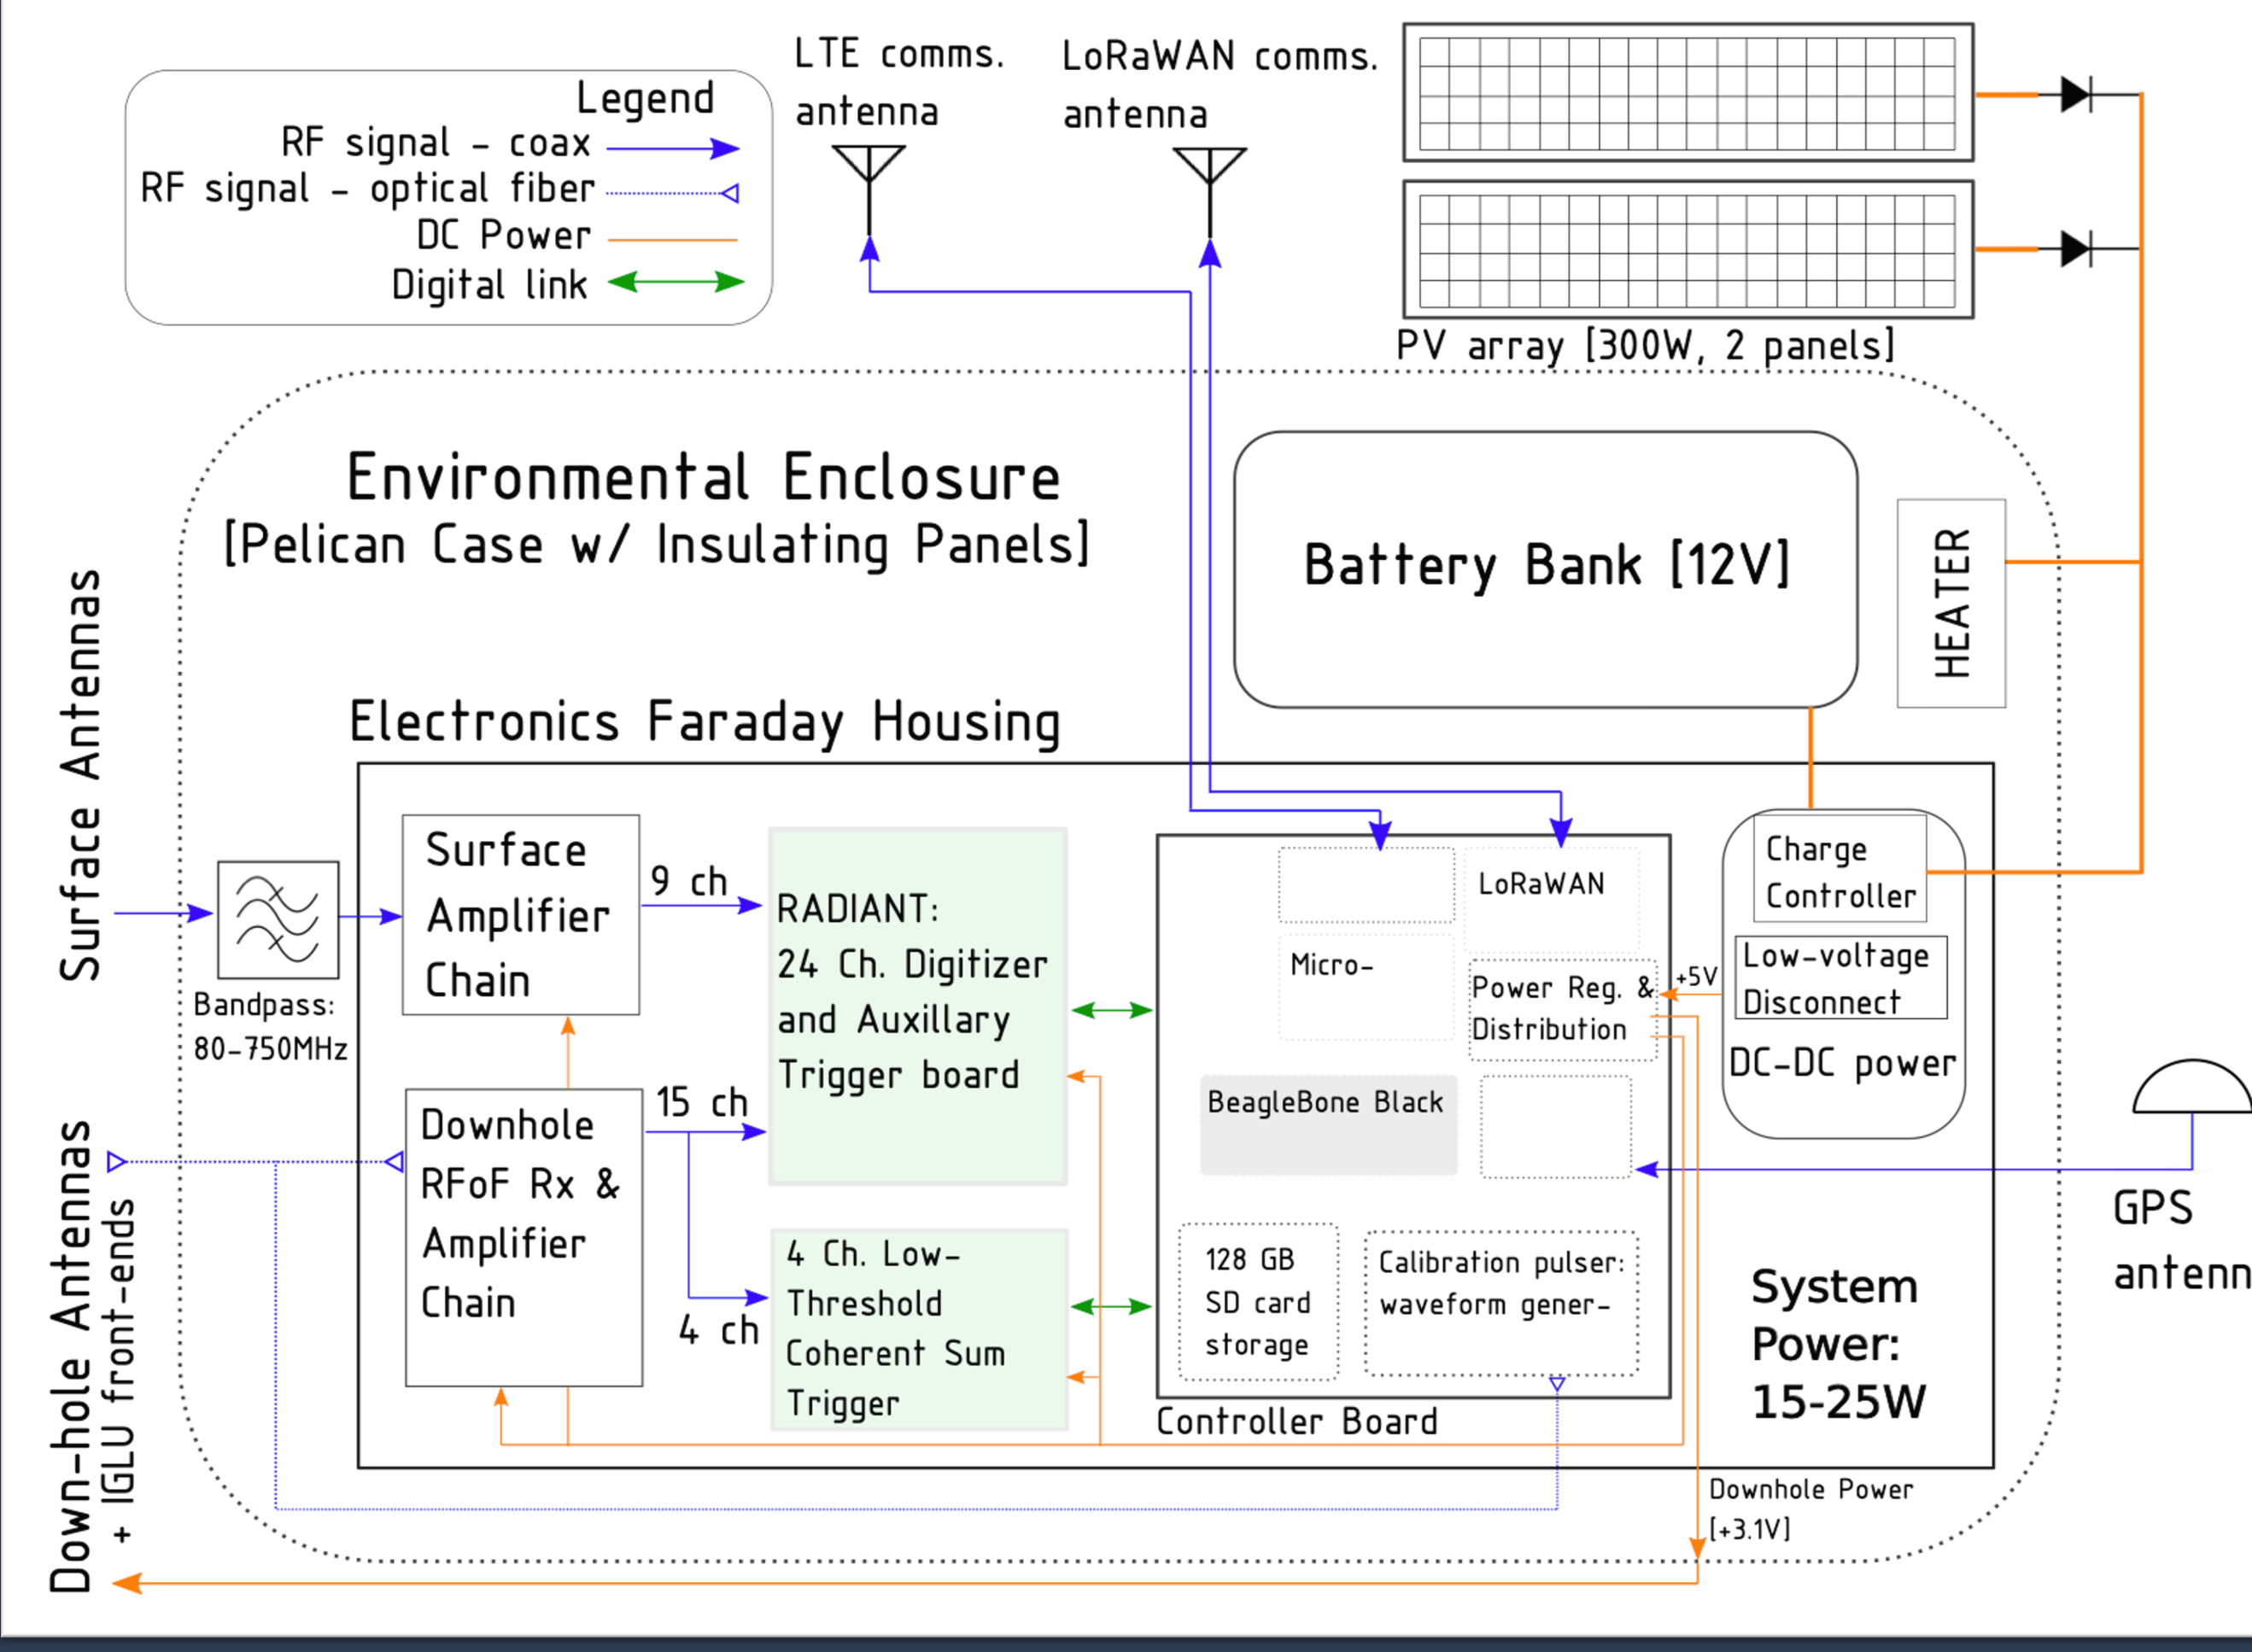 LTE comms.
antenna
LoRaWAN comms.
antenna
Legend
RF signal - coax
RF signal - optical fiber
DC Power
Digital link
PV array [300W, 2 panels]
Environmental Enclosure
[Pelican Case w/ Insulating Panels]
Battery Bank [12V]
HEATER
Surface Antennas
Electronics Faraday Housing
Bandpass:
80-750MHz
Surface
Amplifier
Chain
9 ch
RADIANT:
24 Ch. Digitizer
and Auxillary
Trigger board
LoRaWAN
Micro-
Power Reg. &
Distribution
+5V
Charge
Controller
Low-voltage
Disconnect
DC-DC power
BeagleBone Black
Down-hole Antennas
+ IGLU front-ends
Downhole
RFoF Rx &
Amplifier
Chain
15 ch
4 ch
4 Ch. Low-
Threshold
Coherent Sum
Trigger
128 GB
SD card
storage
Calibration pulser:
waveform gener-
Controller Board
GPS
antenn
System
Power:
15-25W
Downhole Power
[+3.1V]